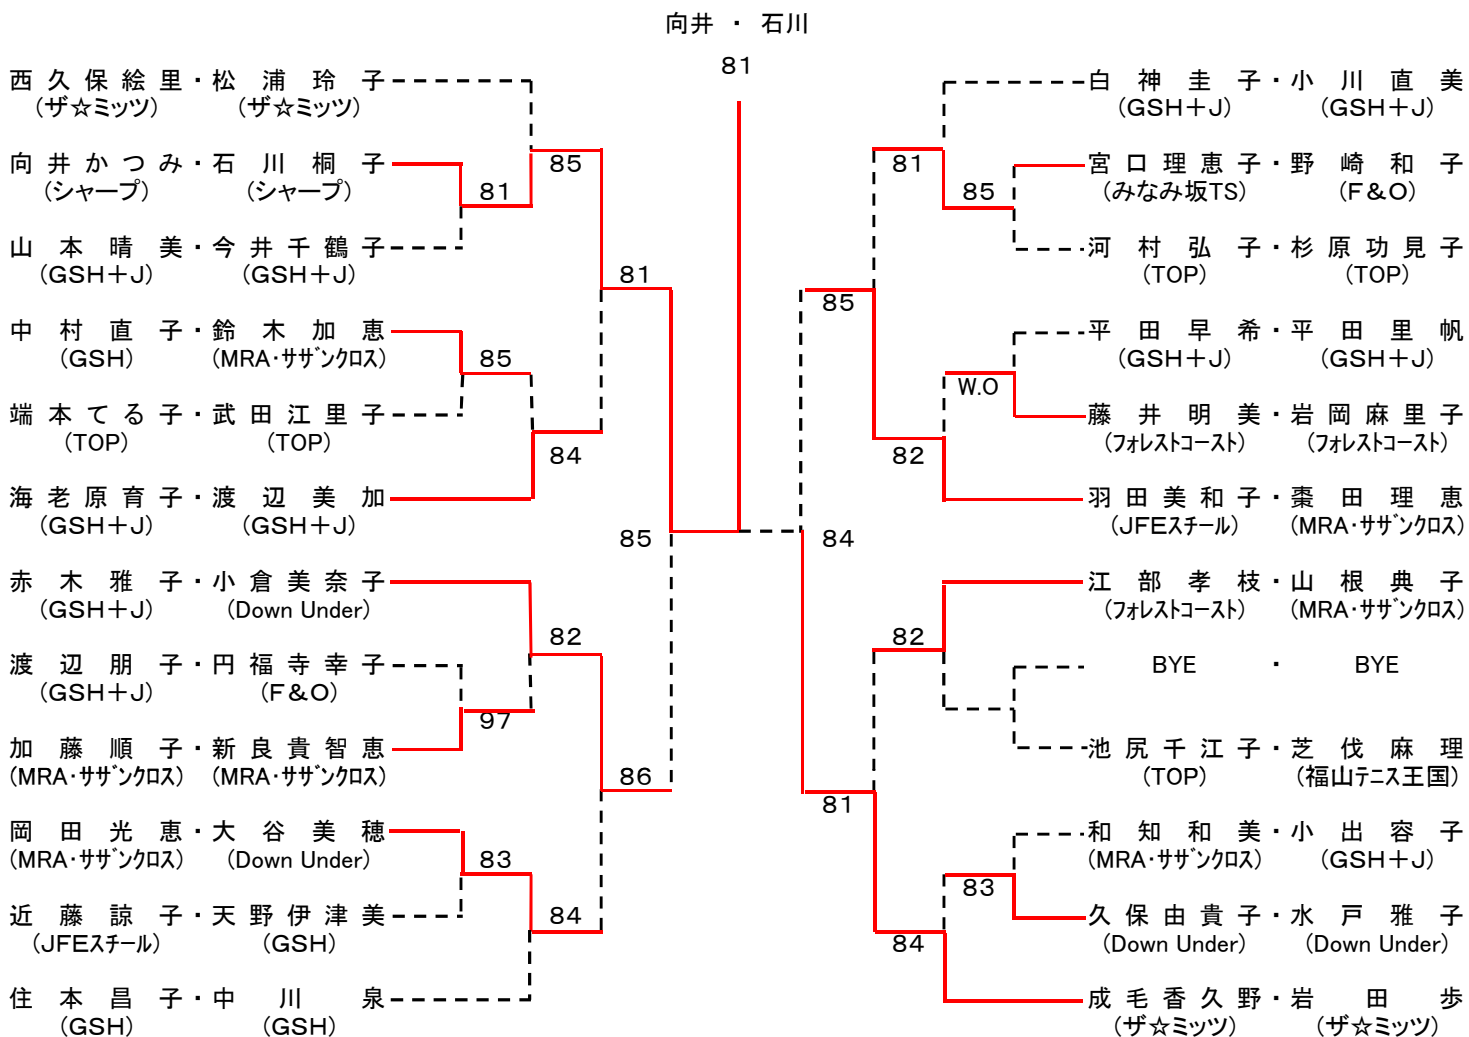 向井 ・ 石川
81
西久保絵里・松浦玲子
(ザ☆ミッツ) (ザ☆ミッツ)
向井かつみ・石川桐子
(シャープ) (シャープ)
山本晴美・今井千鶴子
(GSH+J) (GSH+J)
中村直子・鈴木加恵
(GSH) (MRA・ササﾞンクロス)
端本てる子・武田江里子
(TOP) (TOP)
海老原育子・渡辺美加
(GSH+J) (GSH+J)
赤木雅子・小倉美奈子
(GSH+J) (Down Under)
渡辺朋子・円福寺幸子
(GSH+J) (F&O)
加藤順子・新良貴智恵
(MRA・ササﾞンクロス) (MRA・ササﾞンクロス)
岡田光恵・大谷美穂
(MRA・ササﾞンクロス) (Down Under)
近藤諒子・天野伊津美
(JFEスチール) (GSH)
住本昌子・中川泉
(GSH) (GSH)
81
85
97
83
85
84
82
84
81
86
85
84
85
81
81
82
82
84
85
W.O
83
白神圭子・小川直美
(GSH+J) (GSH+J)
宮口理恵子・野崎和子
(みなみ坂TS) (F&O)
河村弘子・杉原功見子
(TOP) (TOP)
平田早希・平田里帆
(GSH+J) (GSH+J)
藤井明美・岩岡麻里子
(フォレストコースト) (フォレストコースト)
羽田美和子・棗田理恵
(JFEスチール) (MRA・ササﾞンクロス)
江部孝枝・山根典子
(フォレストコースト) (MRA・ササﾞンクロス)
BYE ・ BYE
池尻千江子・芝伐麻理
(TOP) (福山テニス王国)
和知和美・小出容子
(MRA・ササﾞンクロス) (GSH+J)
久保由貴子・水戸雅子
(Down Under) (Down Under)
成毛香久野・岩田歩
(ザ☆ミッツ) (ザ☆ミッツ)